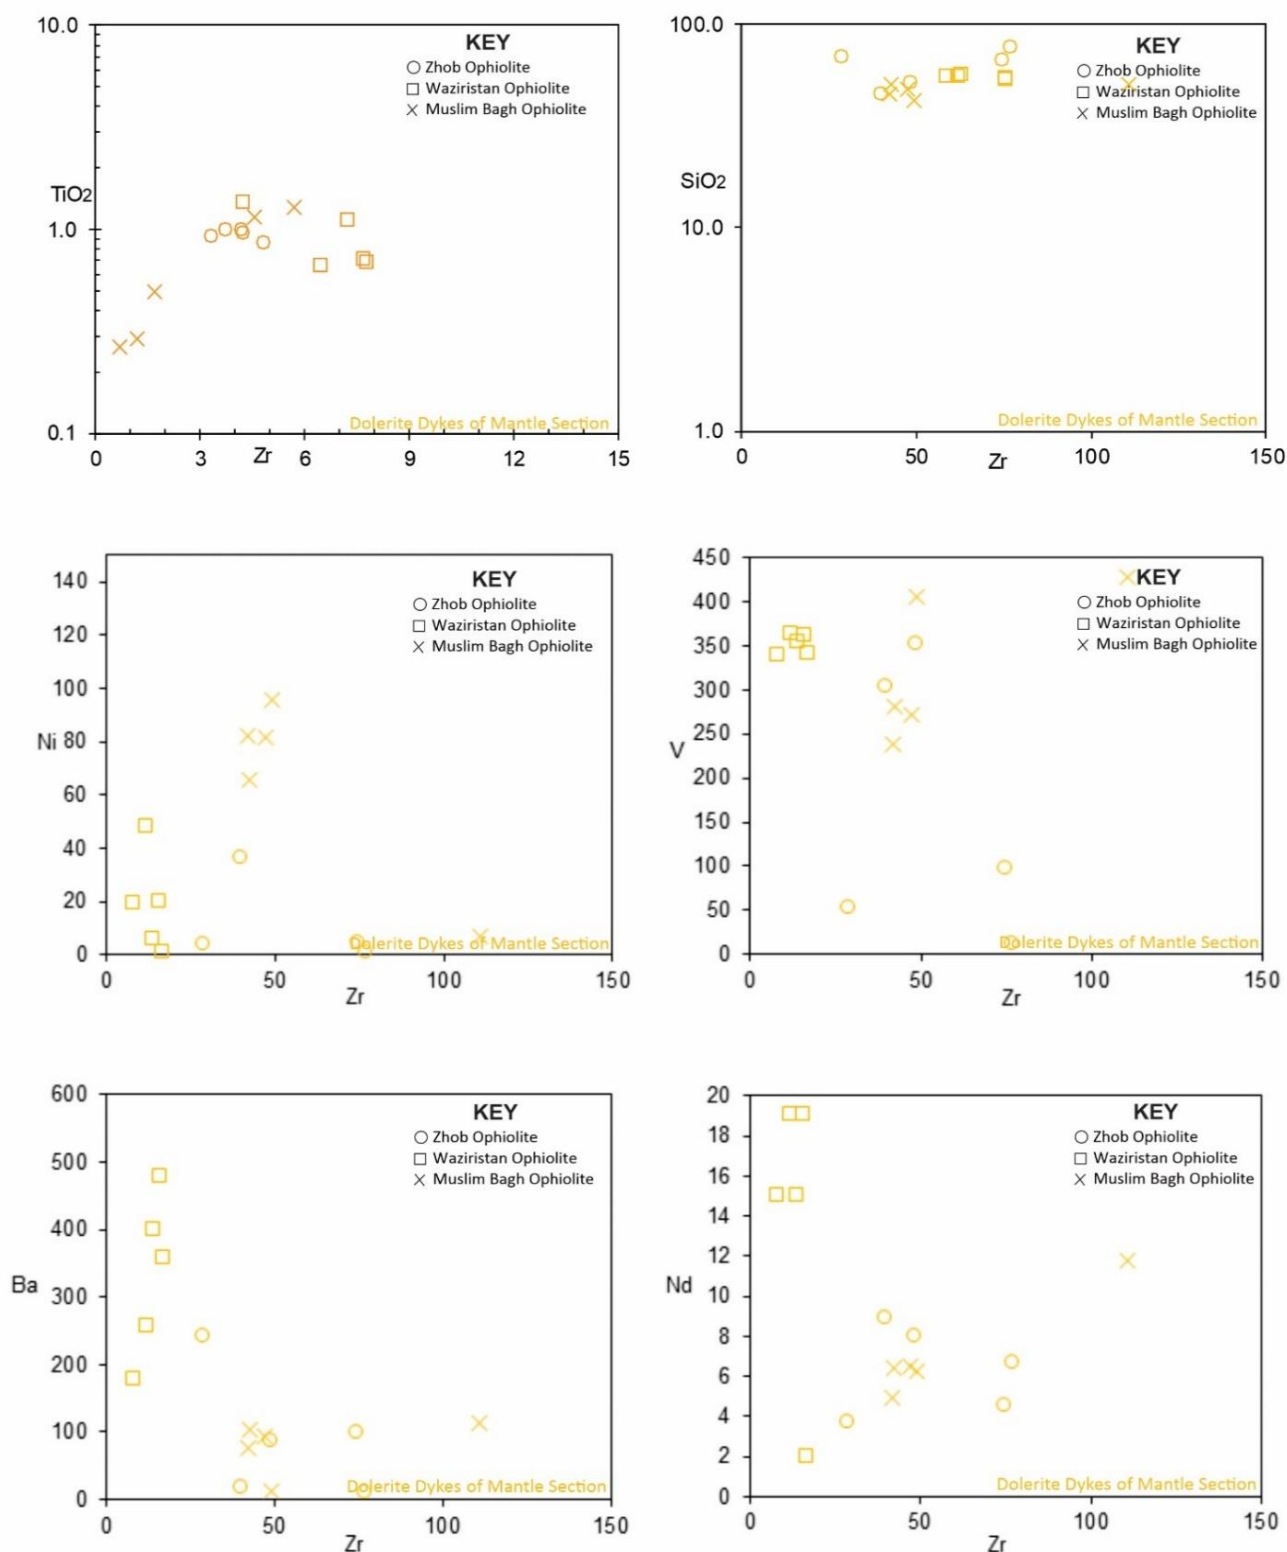 10.0
KEY
Zhob Ophiolite
Waziristan Ophiolite
Muslim Bagh Ophiolite
TiO2
1.0
Dolerite Dykes of Mantle Section
0.1
0 3 6 9 12 15
Zr
100.0
KEY
Zhob Ophiolite
Waziristan Ophiolite
Muslim Bagh Ophiolite
SiO2
10.0
Dolerite Dykes of Mantle Section
1.0
0 50 100 150
Zr
140
KEY
Zhob Ophiolite
120
Waziristan Ophiolite
Muslim Bagh Ophiolite
100
Ni
80
60
40
20
Dolerite Dykes of Mantle Section
0
0 50 100 150
Zr
450
KEY
400
Zhob Ophiolite
Waziristan Ophiolite
350
Muslim Bagh Ophiolite
300
250
V
200
150
100
50
Dolerite Dykes of Mantle Section
0
0 50 100 150
Zr
600
KEY
Zhob Ophiolite
500
Waziristan Ophiolite
Muslim Bagh Ophiolite
400
300
Ba
200
100
Dolerite Dykes of Mantle Section
0
0 50 100 150
Zr
20
KEY
18
Zhob Ophiolite
Waziristan Ophiolite
16
Muslim Bagh Ophiolite
14
12
Nd
10
8
6
4
2
Dolerite Dykes of Mantle Section
0
0 50 100 150
Zr